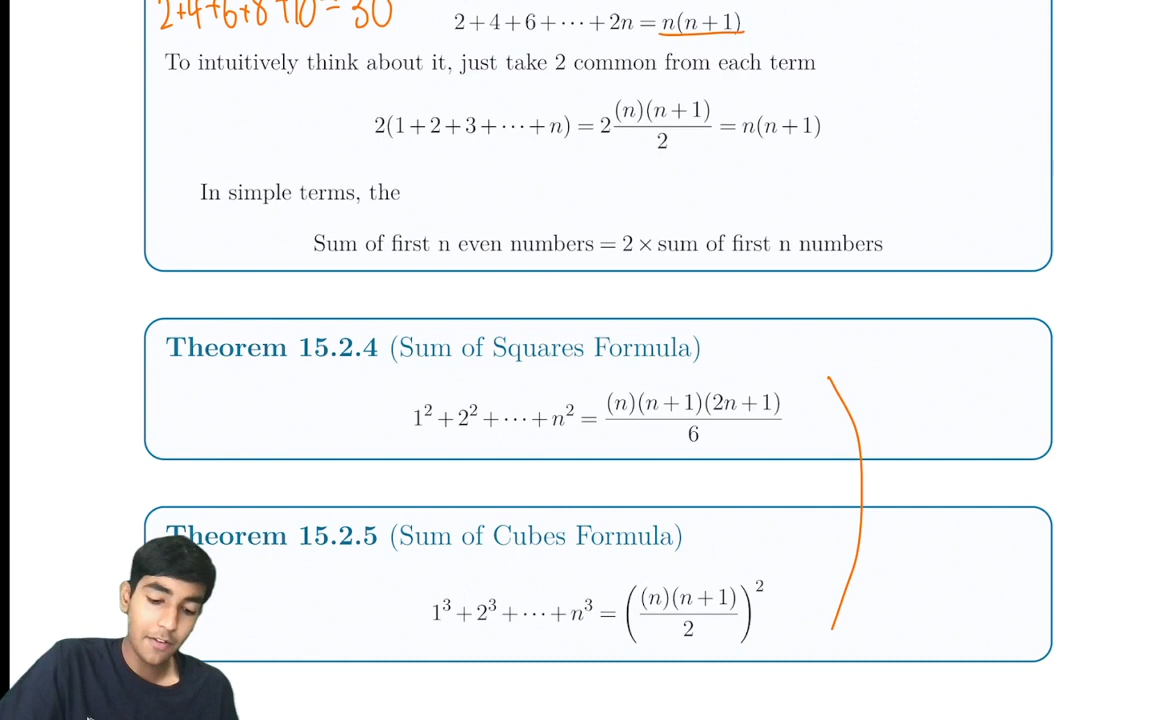 2+4+6+8+10 = 30
2 + 4 + 6 + ··· + 2n = n(n + 1)
To intuitively think about it, just take 2 common from each term
2(1 + 2 + 3 + ··· + n) = 2 (n)(n + 1)/2 = n(n + 1)
In simple terms, the
Sum of first n even numbers = 2 × sum of first n numbers
Theorem 15.2.4 (Sum of Squares Formula)
1² + 2² + ··· + n² = (n)(n + 1)(2n + 1)/6
Theorem 15.2.5 (Sum of Cubes Formula)
1³ + 2³ + ··· + n³ = ((n)(n + 1)/2)²